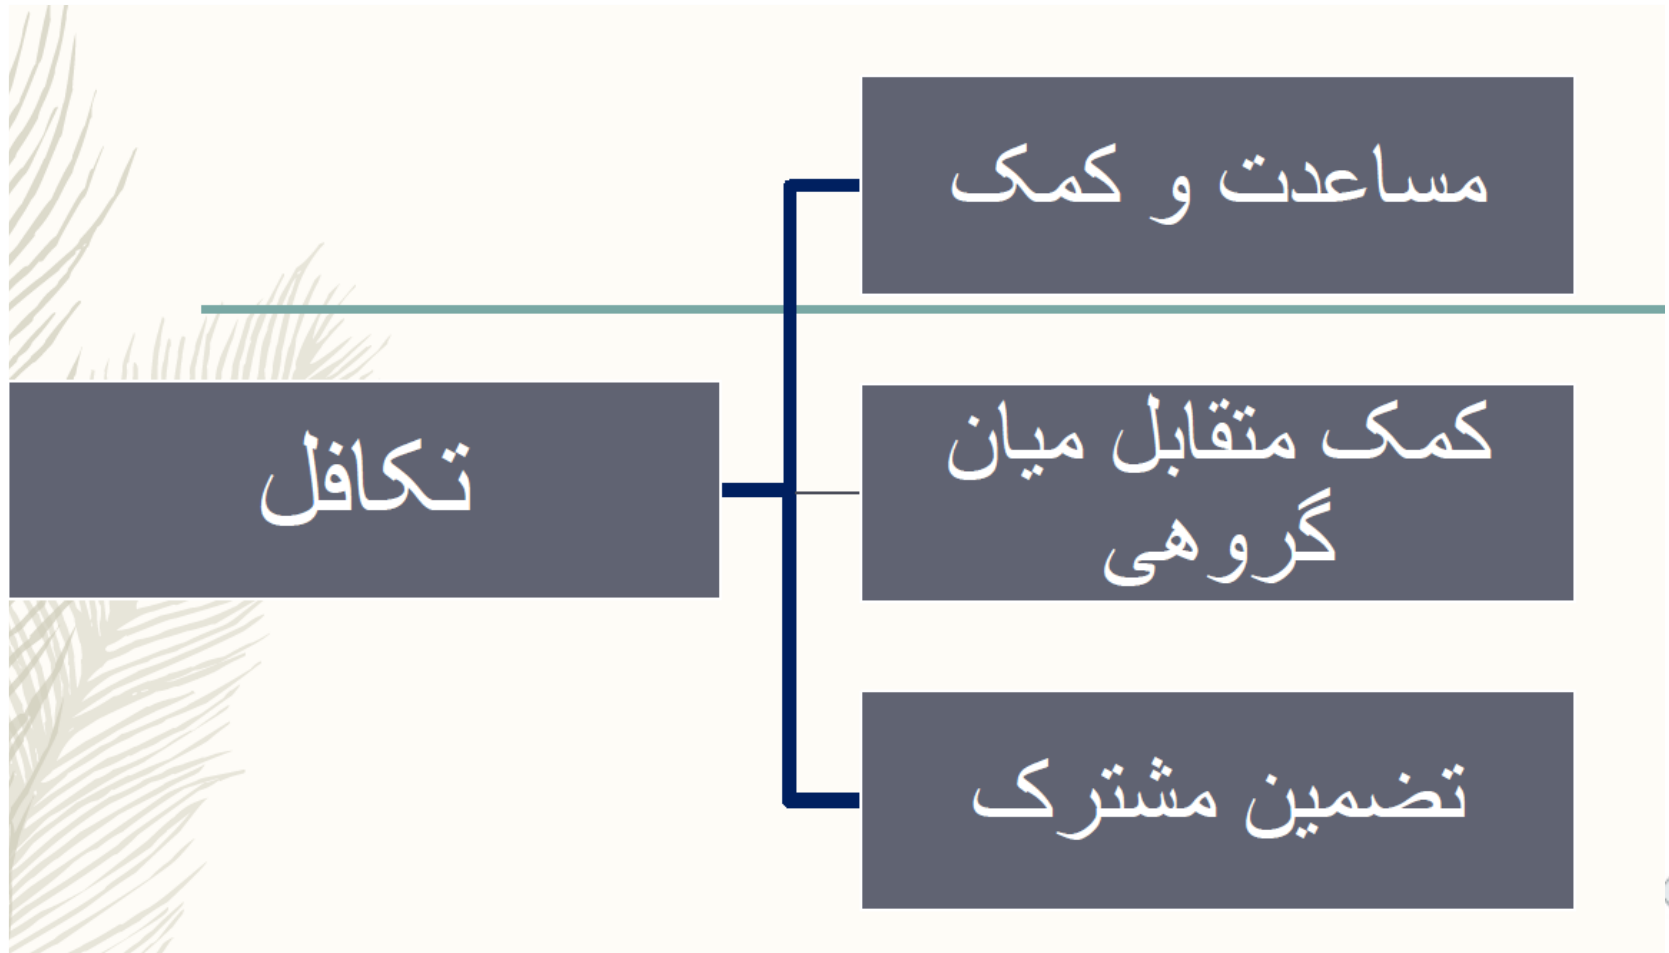 تکافل
مساعدت و کمک
کمک متقابل میان
گروهی
تضمین مشترک